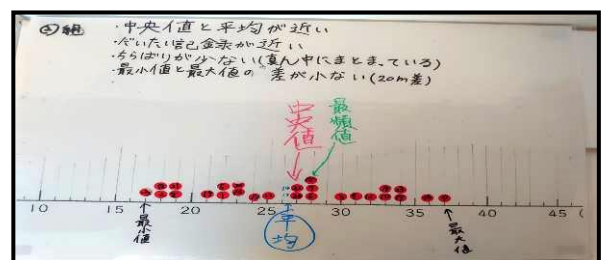 ③組
・中央値と平均が近い
・だいたい記録が近い
・ちらばりが少ない(真ん中にまとまっている)
・最小値と最大値の差が小さい(20m差)
中央値
最頻値
10 15 20 25 30 35 40 45
↑最小値
↑平均
↑最大値